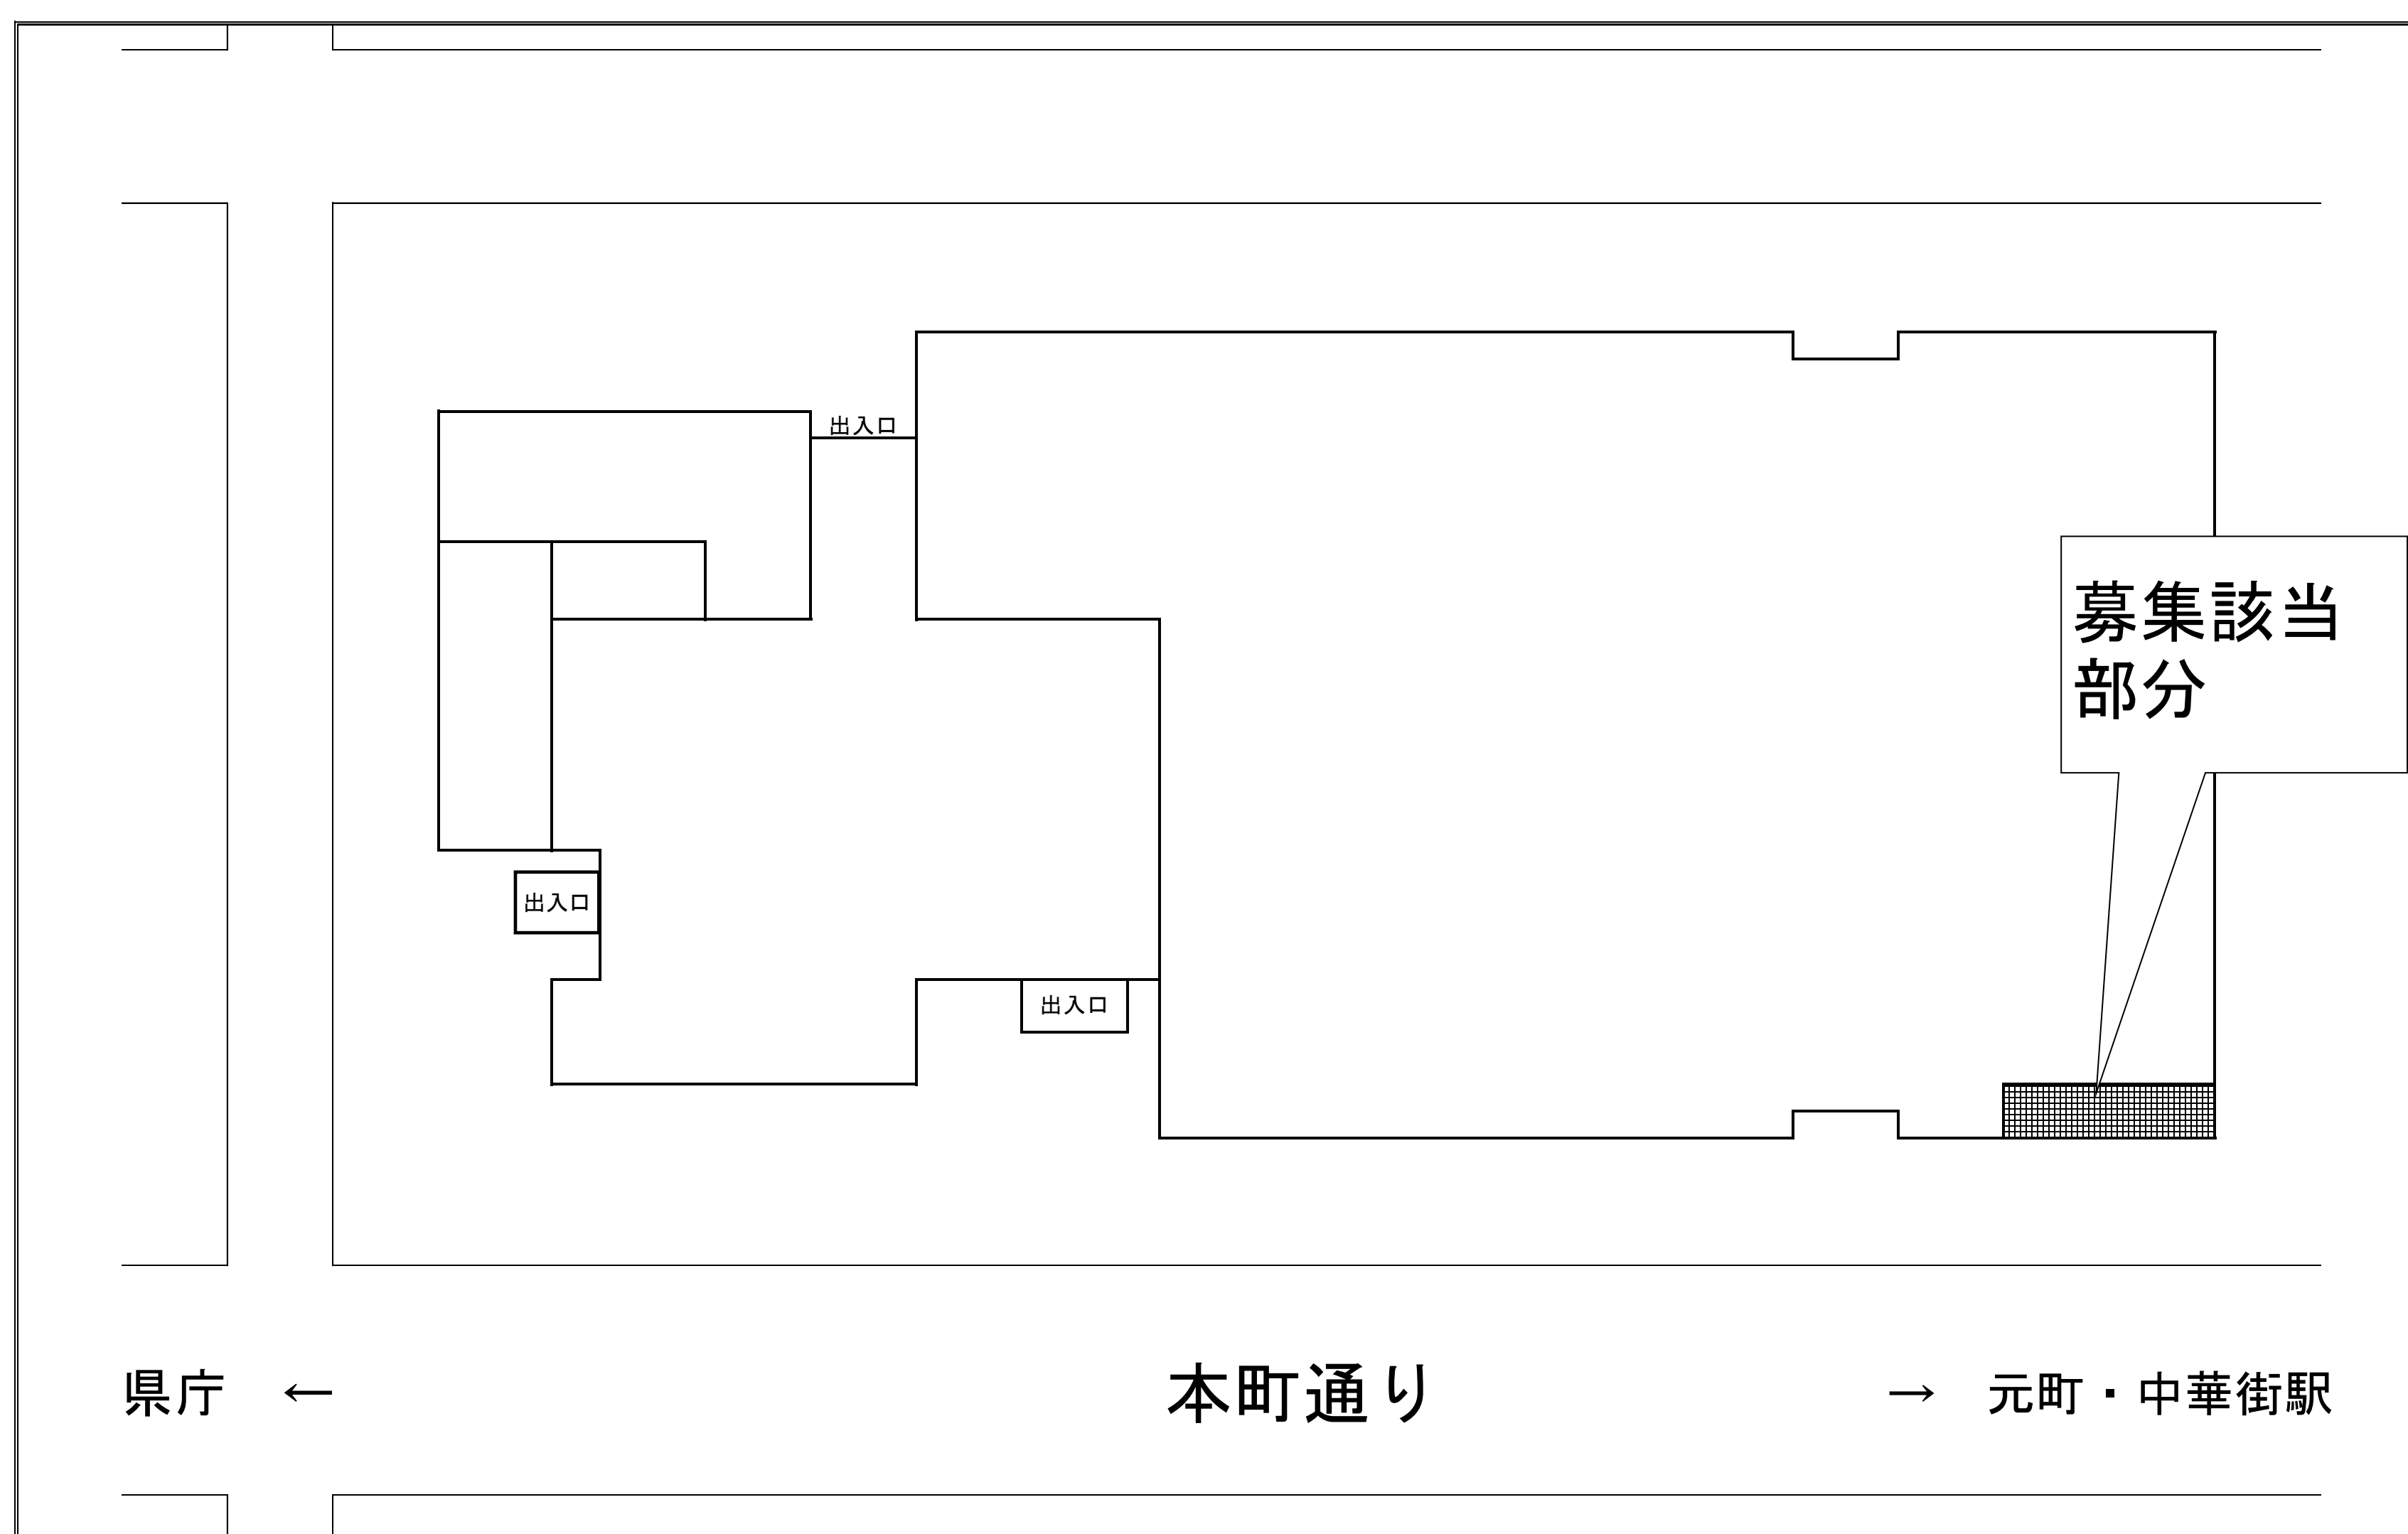 出入口
募集該当
部分
出入口
出入口
県庁 ←
本町通り
→ 元町・中華街駅